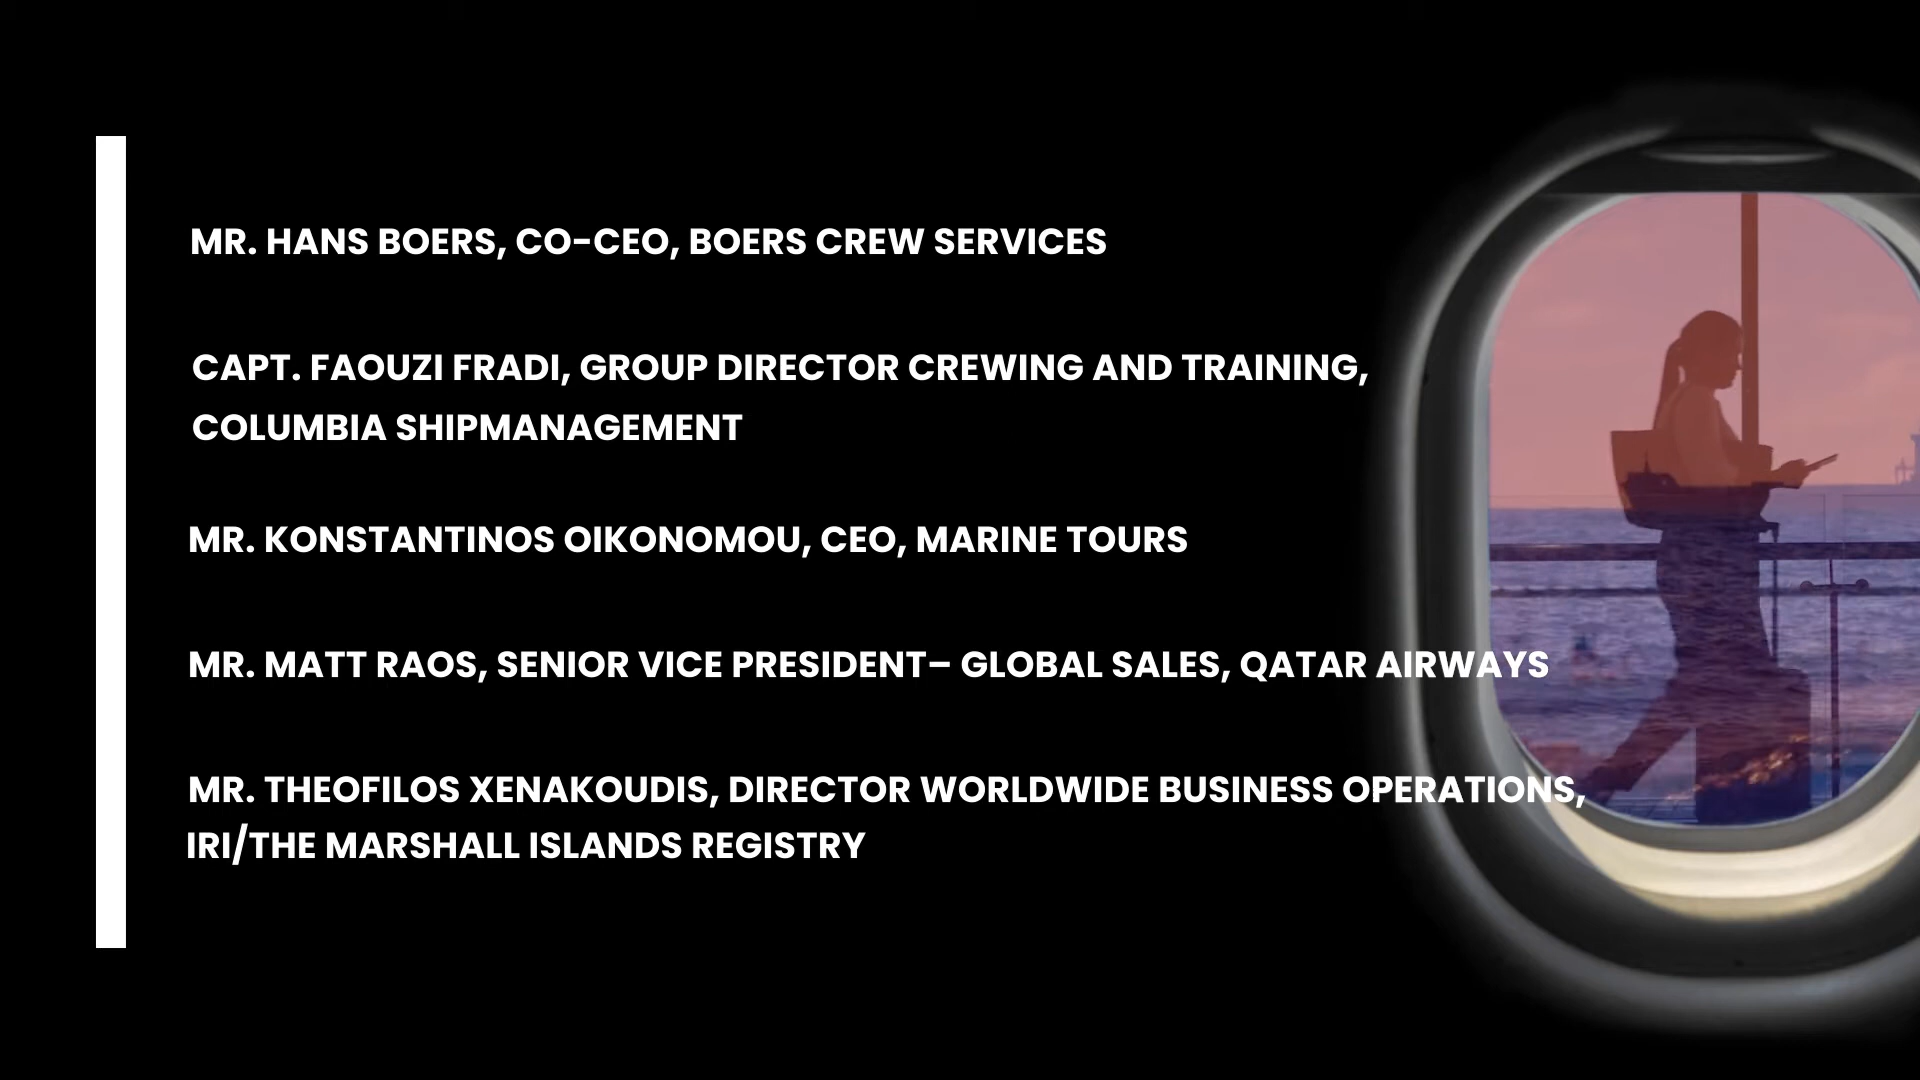 MR. HANS BOERS, CO-CEO, BOERS CREW SERVICES
CAPT. FAOUZI FRADI, GROUP DIRECTOR CREWING AND TRAINING,
COLUMBIA SHIPMANAGEMENT
MR. KONSTANTINOS OIKONOMOU, CEO, MARINE TOURS
MR. MATT RAOS, SENIOR VICE PRESIDENT– GLOBAL SALES, QATAR AIRWAYS
MR. THEOFILOS XENAKOUDIS, DIRECTOR WORLDWIDE BUSINESS OPERATIONS,
IRI/THE MARSHALL ISLANDS REGISTRY